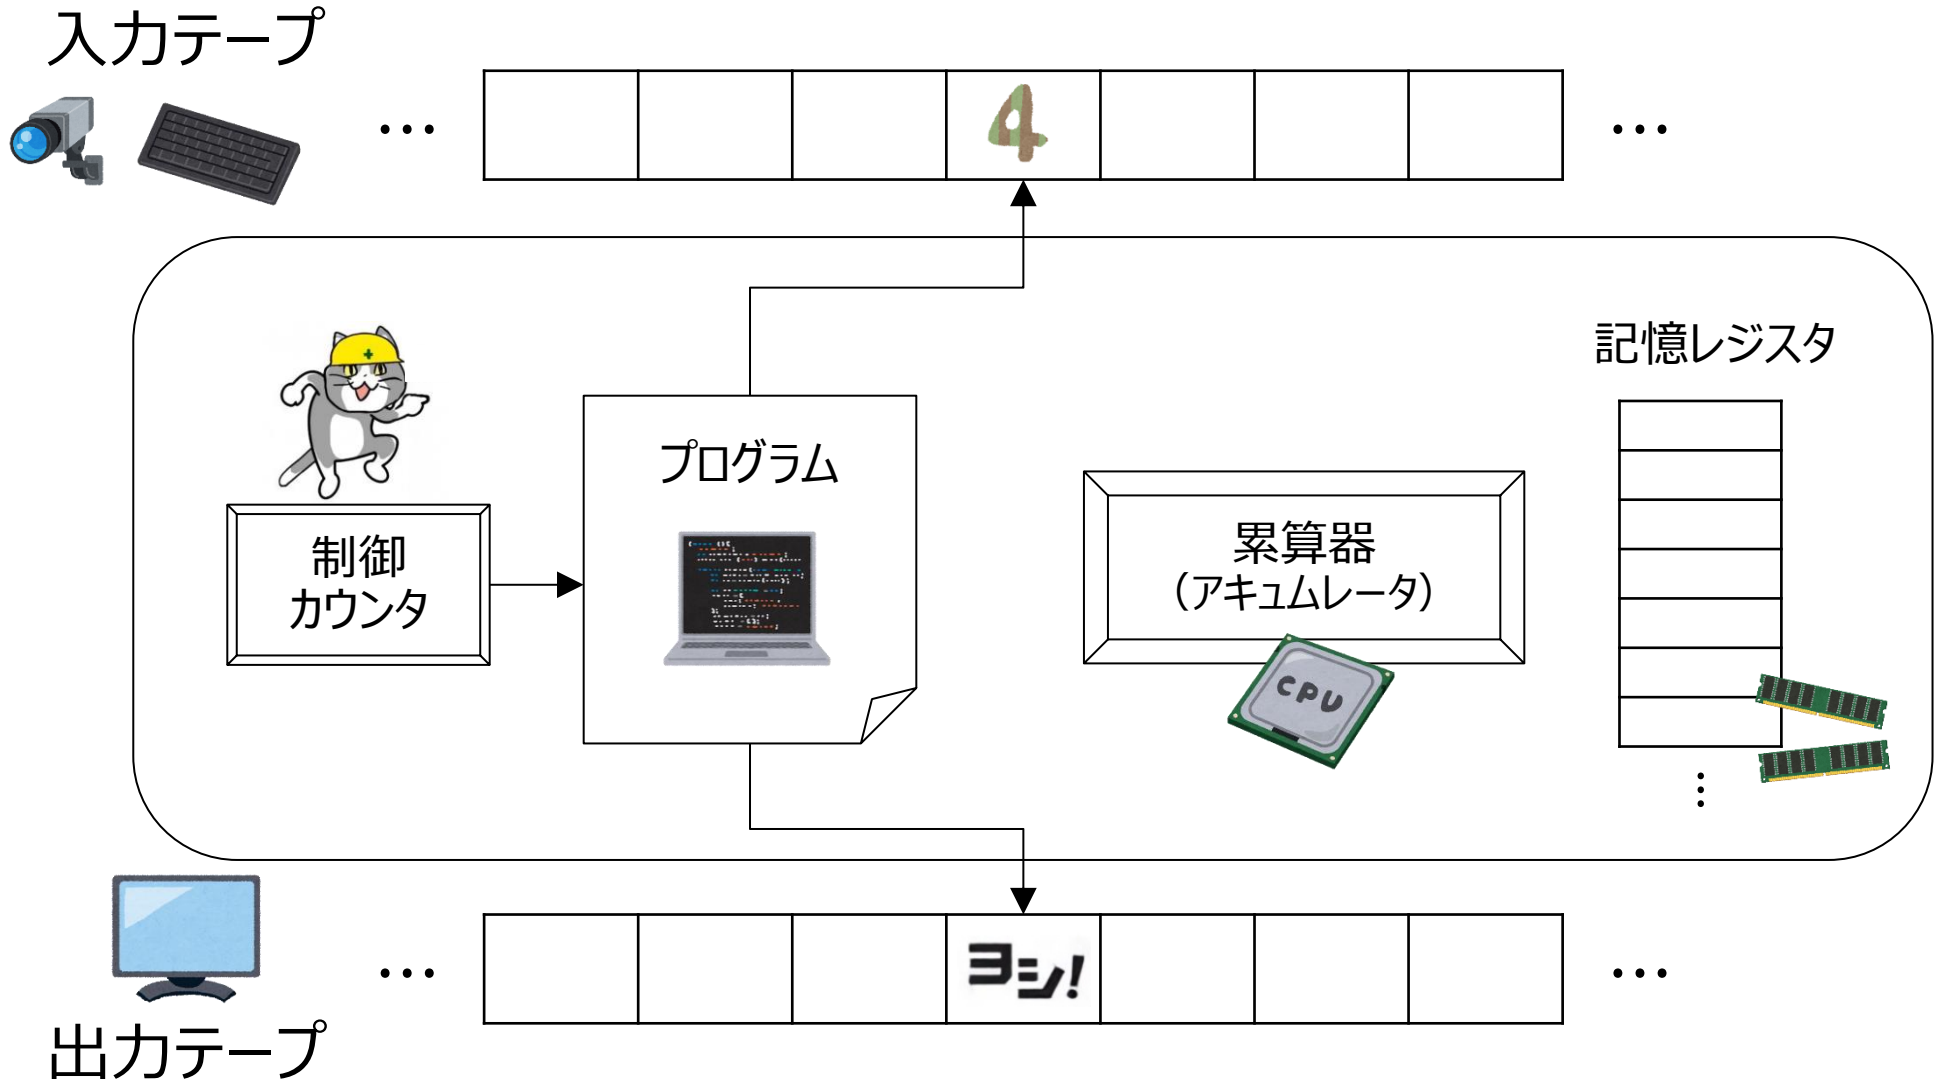 入力テープ
…
4
…
記憶レジスタ
プログラム
制御
カウンタ
累算器
（アキュムレータ）
CPU
⋮
…
ヨシ!
…
出力テープ